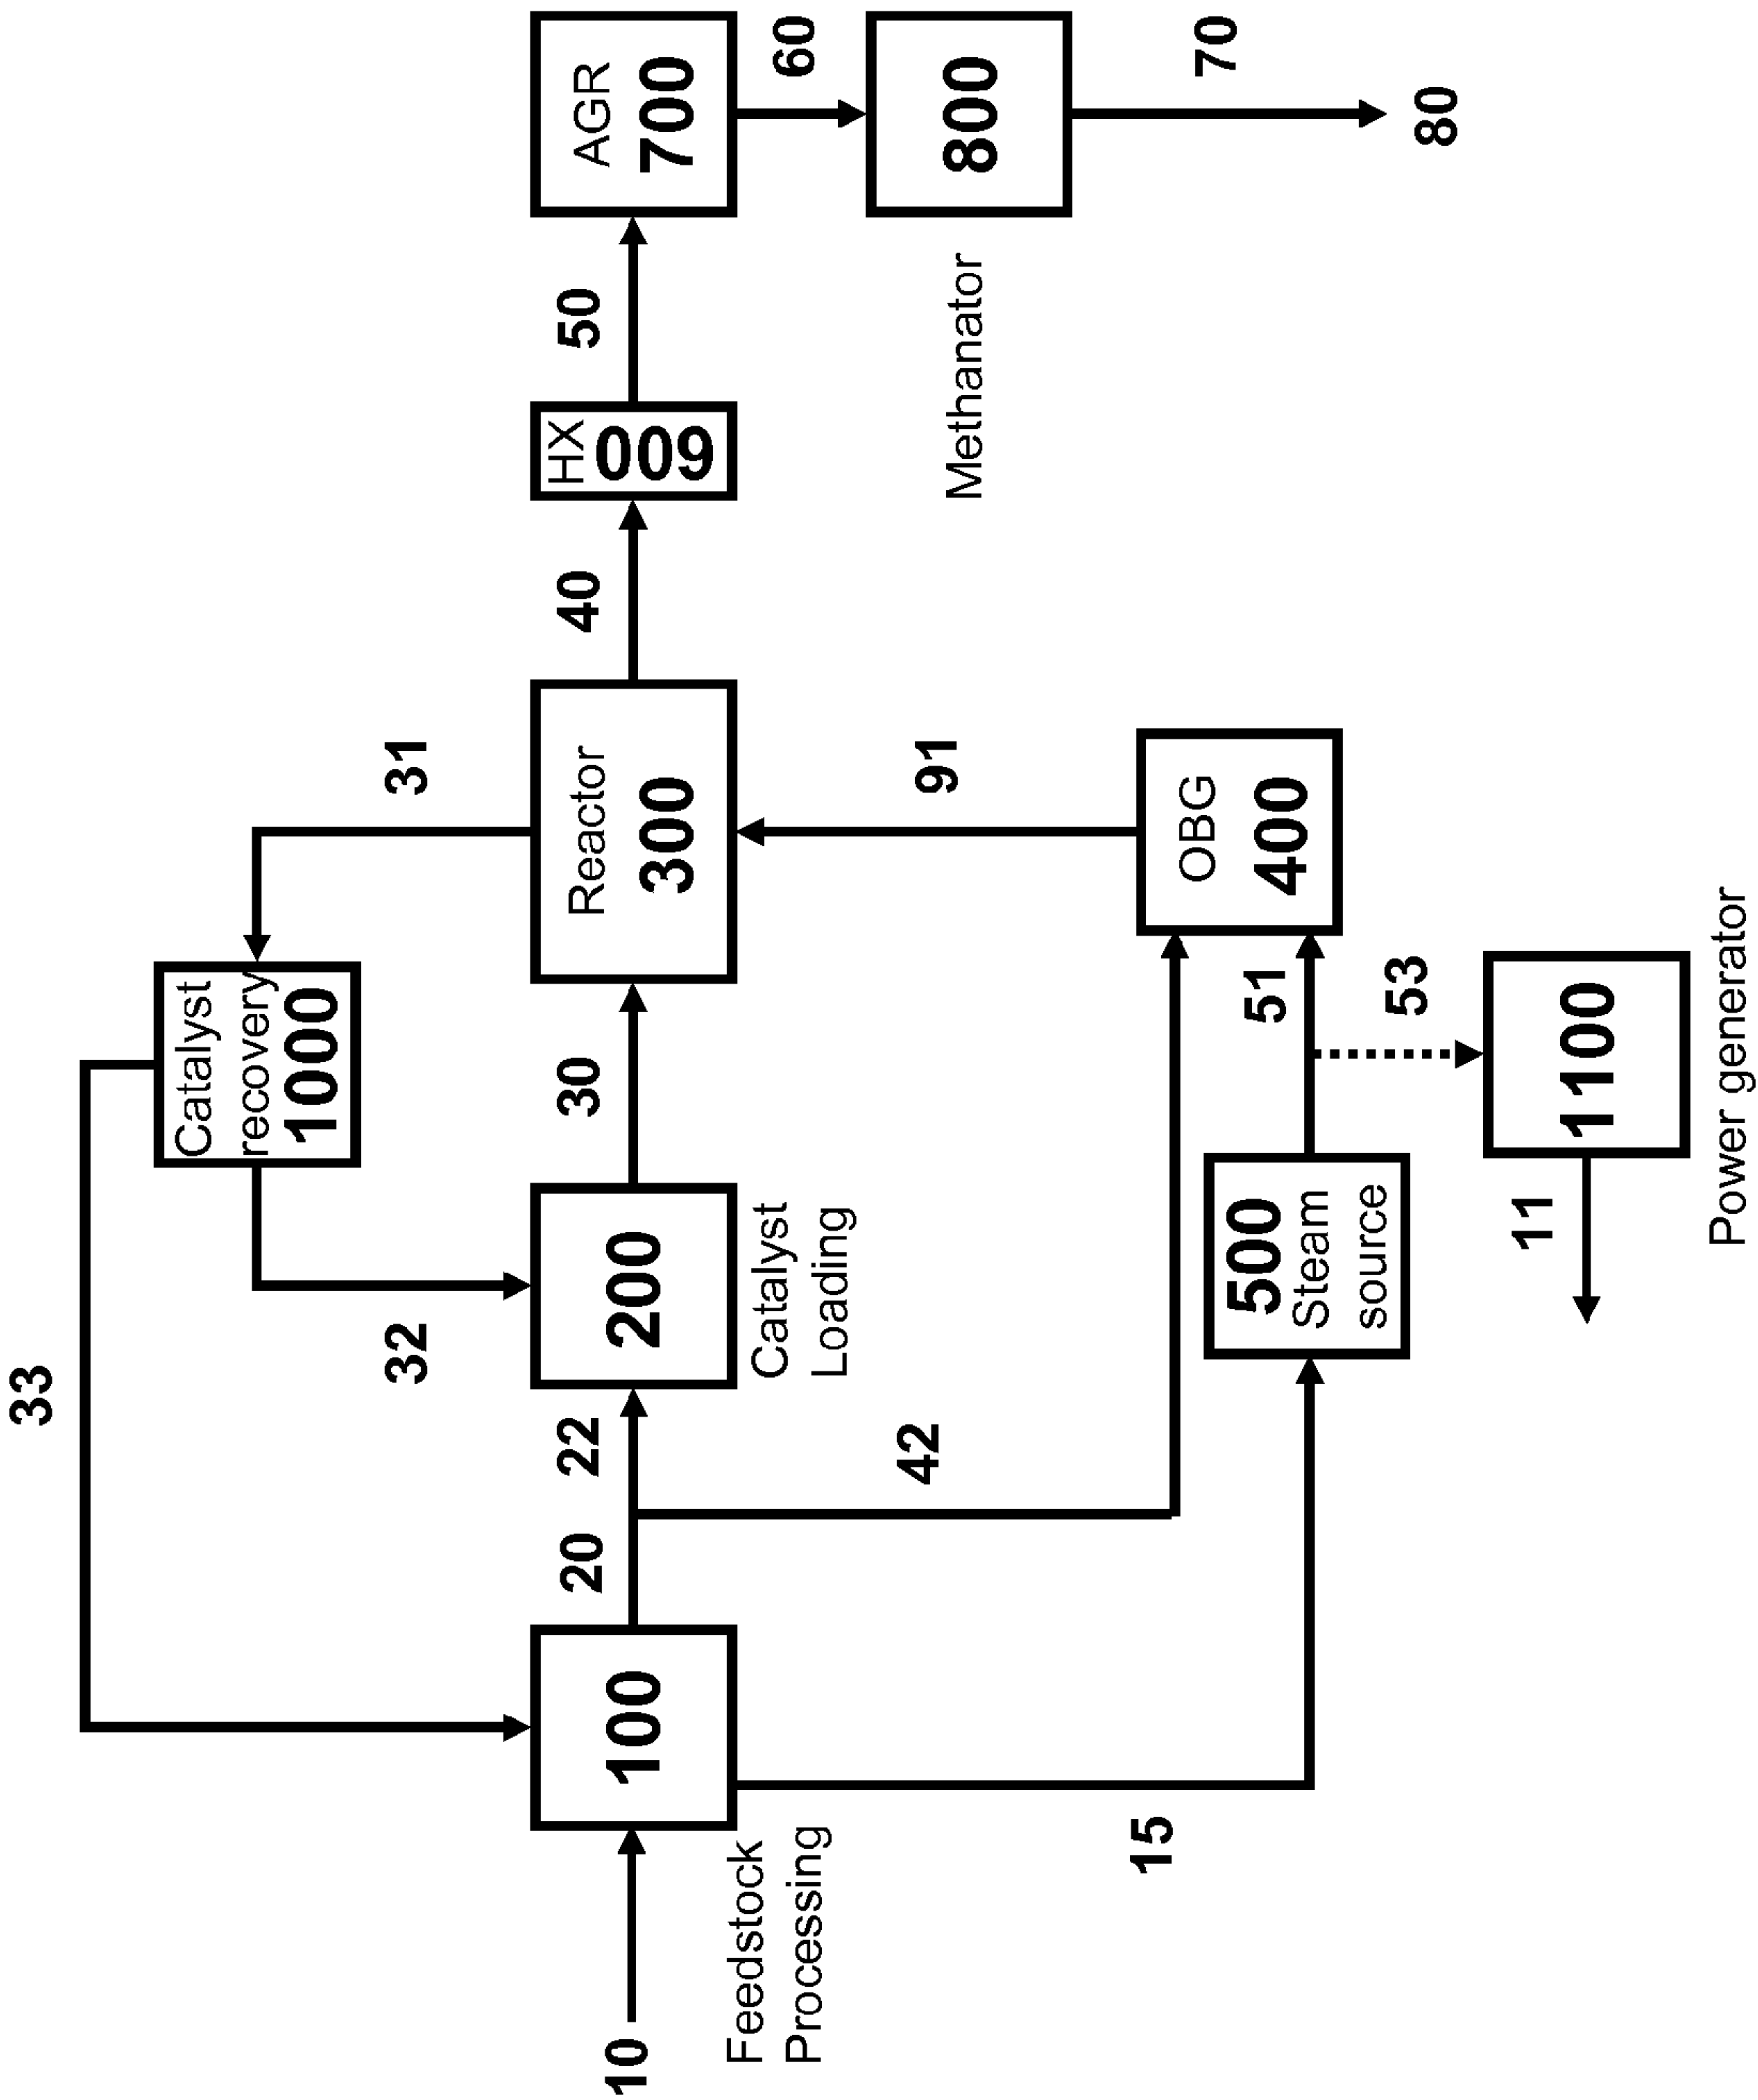 33
Catalyst
recovery
1000
32
31
20
22
30
40
50
HX
600
AGR
700
Reactor
300
10
100
Feedstock
Processing
200
Catalyst
Loading
60
42
91
Methanator
800
15
OBG
400
70
500
Steam
source
51
53
80
11
1100
Power generator